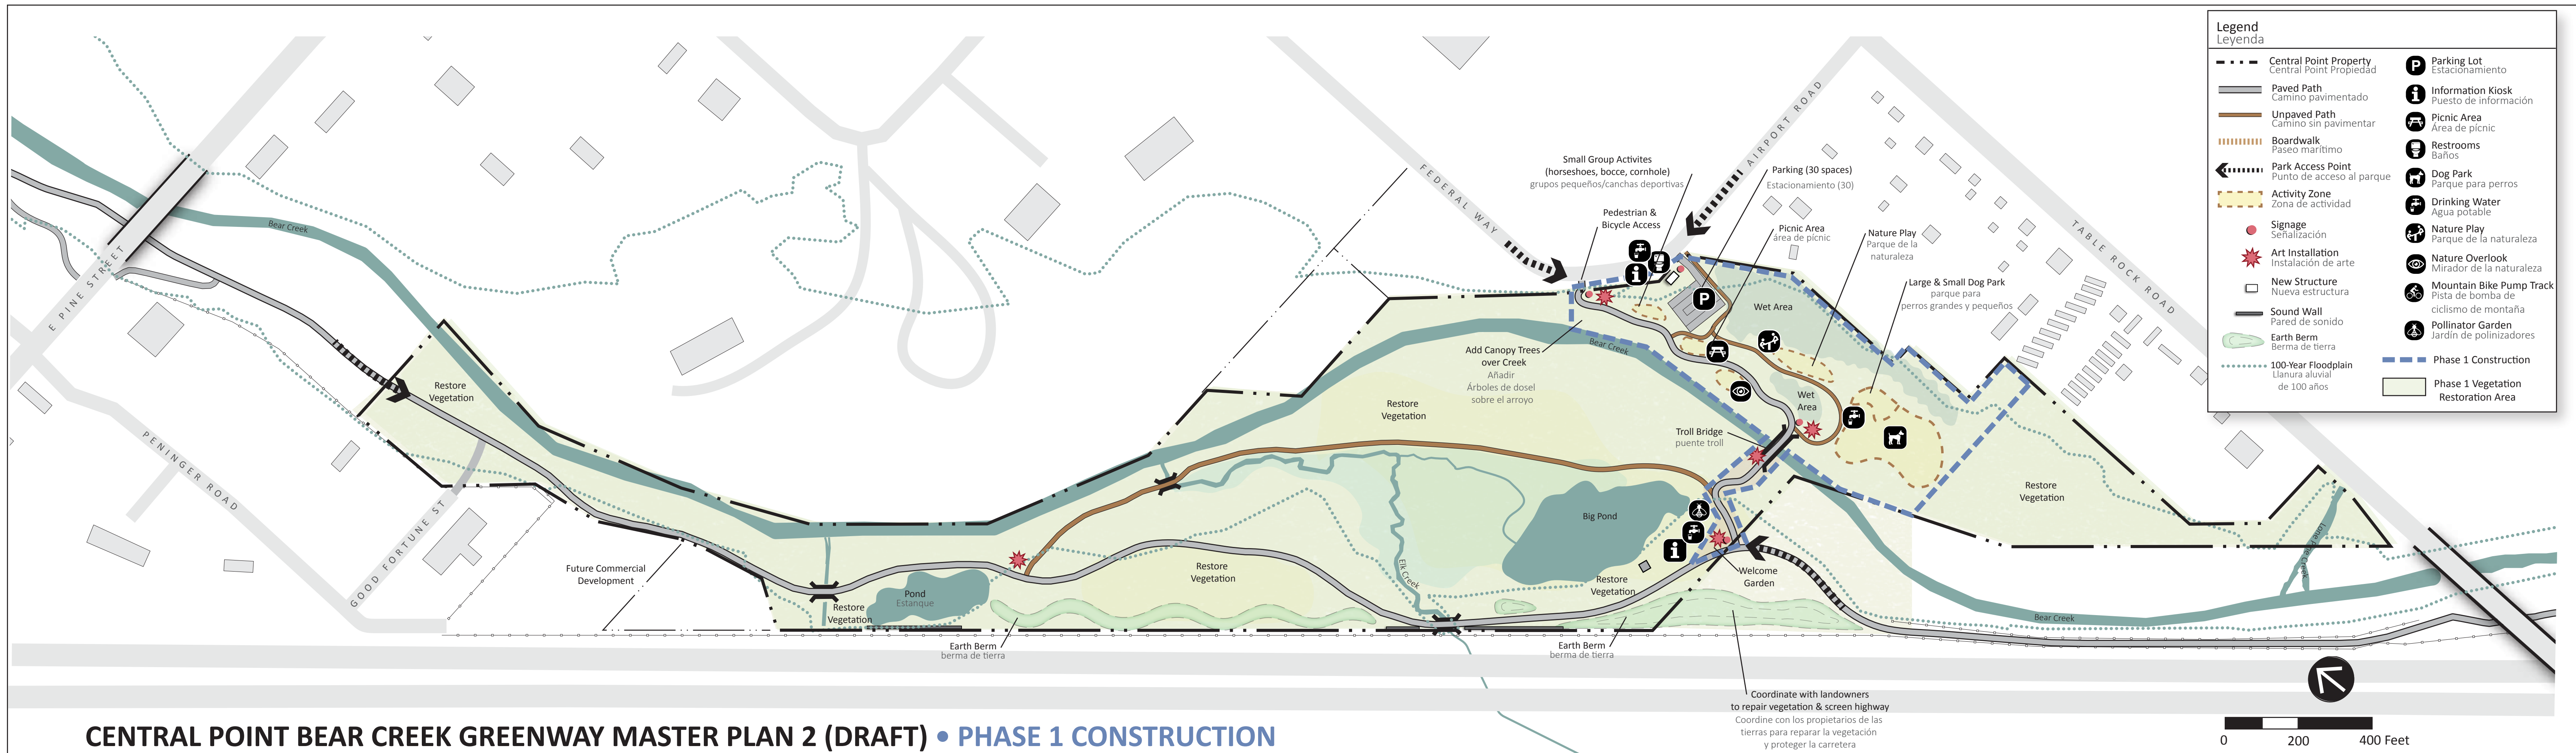 Legend
Leyenda
Central Point Property
Central Point Propiedad
Paved Path
Camino pavimentado
Unpaved Path
Camino sin pavimentar
Boardwalk
Paseo marítimo
Park Access Point
Punto de acceso al parque
Activity Zone
Zona de actividad
Signage
Señalización
Art Installation
Instalación de arte
New Structure
Nueva estructura
Sound Wall
Pared de sonido
Earth Berm
Berma de tierra
100-Year Floodplain
Llanura aluvial
de 100 años
P
Parking Lot
Estacionamiento
i
Information Kiosk
Puesto de información
Picnic Area
Área de pícnic
Restrooms
Baños
Dog Park
Parque para perros
Drinking Water
Agua potable
Nature Play
Parque de la naturaleza
Nature Overlook
Mirador de la naturaleza
Mountain Bike Pump Track
Pista de bomba de
ciclismo de montaña
Pollinator Garden
Jardín de polinizadores
Phase 1 Construction
Phase 1 Vegetation
Restoration Area
E PINE STREET
Bear Creek
PENINGER ROAD
GOOD FORTUNE ST
Restore
Vegetation
Future Commercial
Development
Restore
Vegetation
Pond
Estanque
Earth Berm
berma de tierra
Restore
Vegetation
Restore
Vegetation
Elk Creek
Big Pond
Restore
Vegetation
Earth Berm
berma de tierra
i
Welcome
Garden
Coordinate with landowners
to repair vegetation & screen highway
Coordine con los propietarios de las
tierras para reparar la vegetación
y proteger la carretera
FEDERAL WAY
AIRPORT ROAD
TABLE ROCK ROAD
Small Group Activites
(horseshoes, bocce, cornhole)
grupos pequeños/canchas deportivas
Parking (30 spaces)
Estacionamiento (30)
Pedestrian &
Bicycle Access
Picnic Area
área de picnic
Nature Play
Parque de la
naturaleza
Large & Small Dog Park
parque para
perros grandes y pequeños
i
P
Wet Area
Bear Creek
Add Canopy Trees
over Creek
Añadir
Árboles de dosel
sobre el arroyo
Wet
Area
Troll Bridge
puente troll
Restore
Vegetation
Lone Pine Creek
Bear Creek
0 200 400 Feet
CENTRAL POINT BEAR CREEK GREENWAY MASTER PLAN 2 (DRAFT) • PHASE 1 CONSTRUCTION